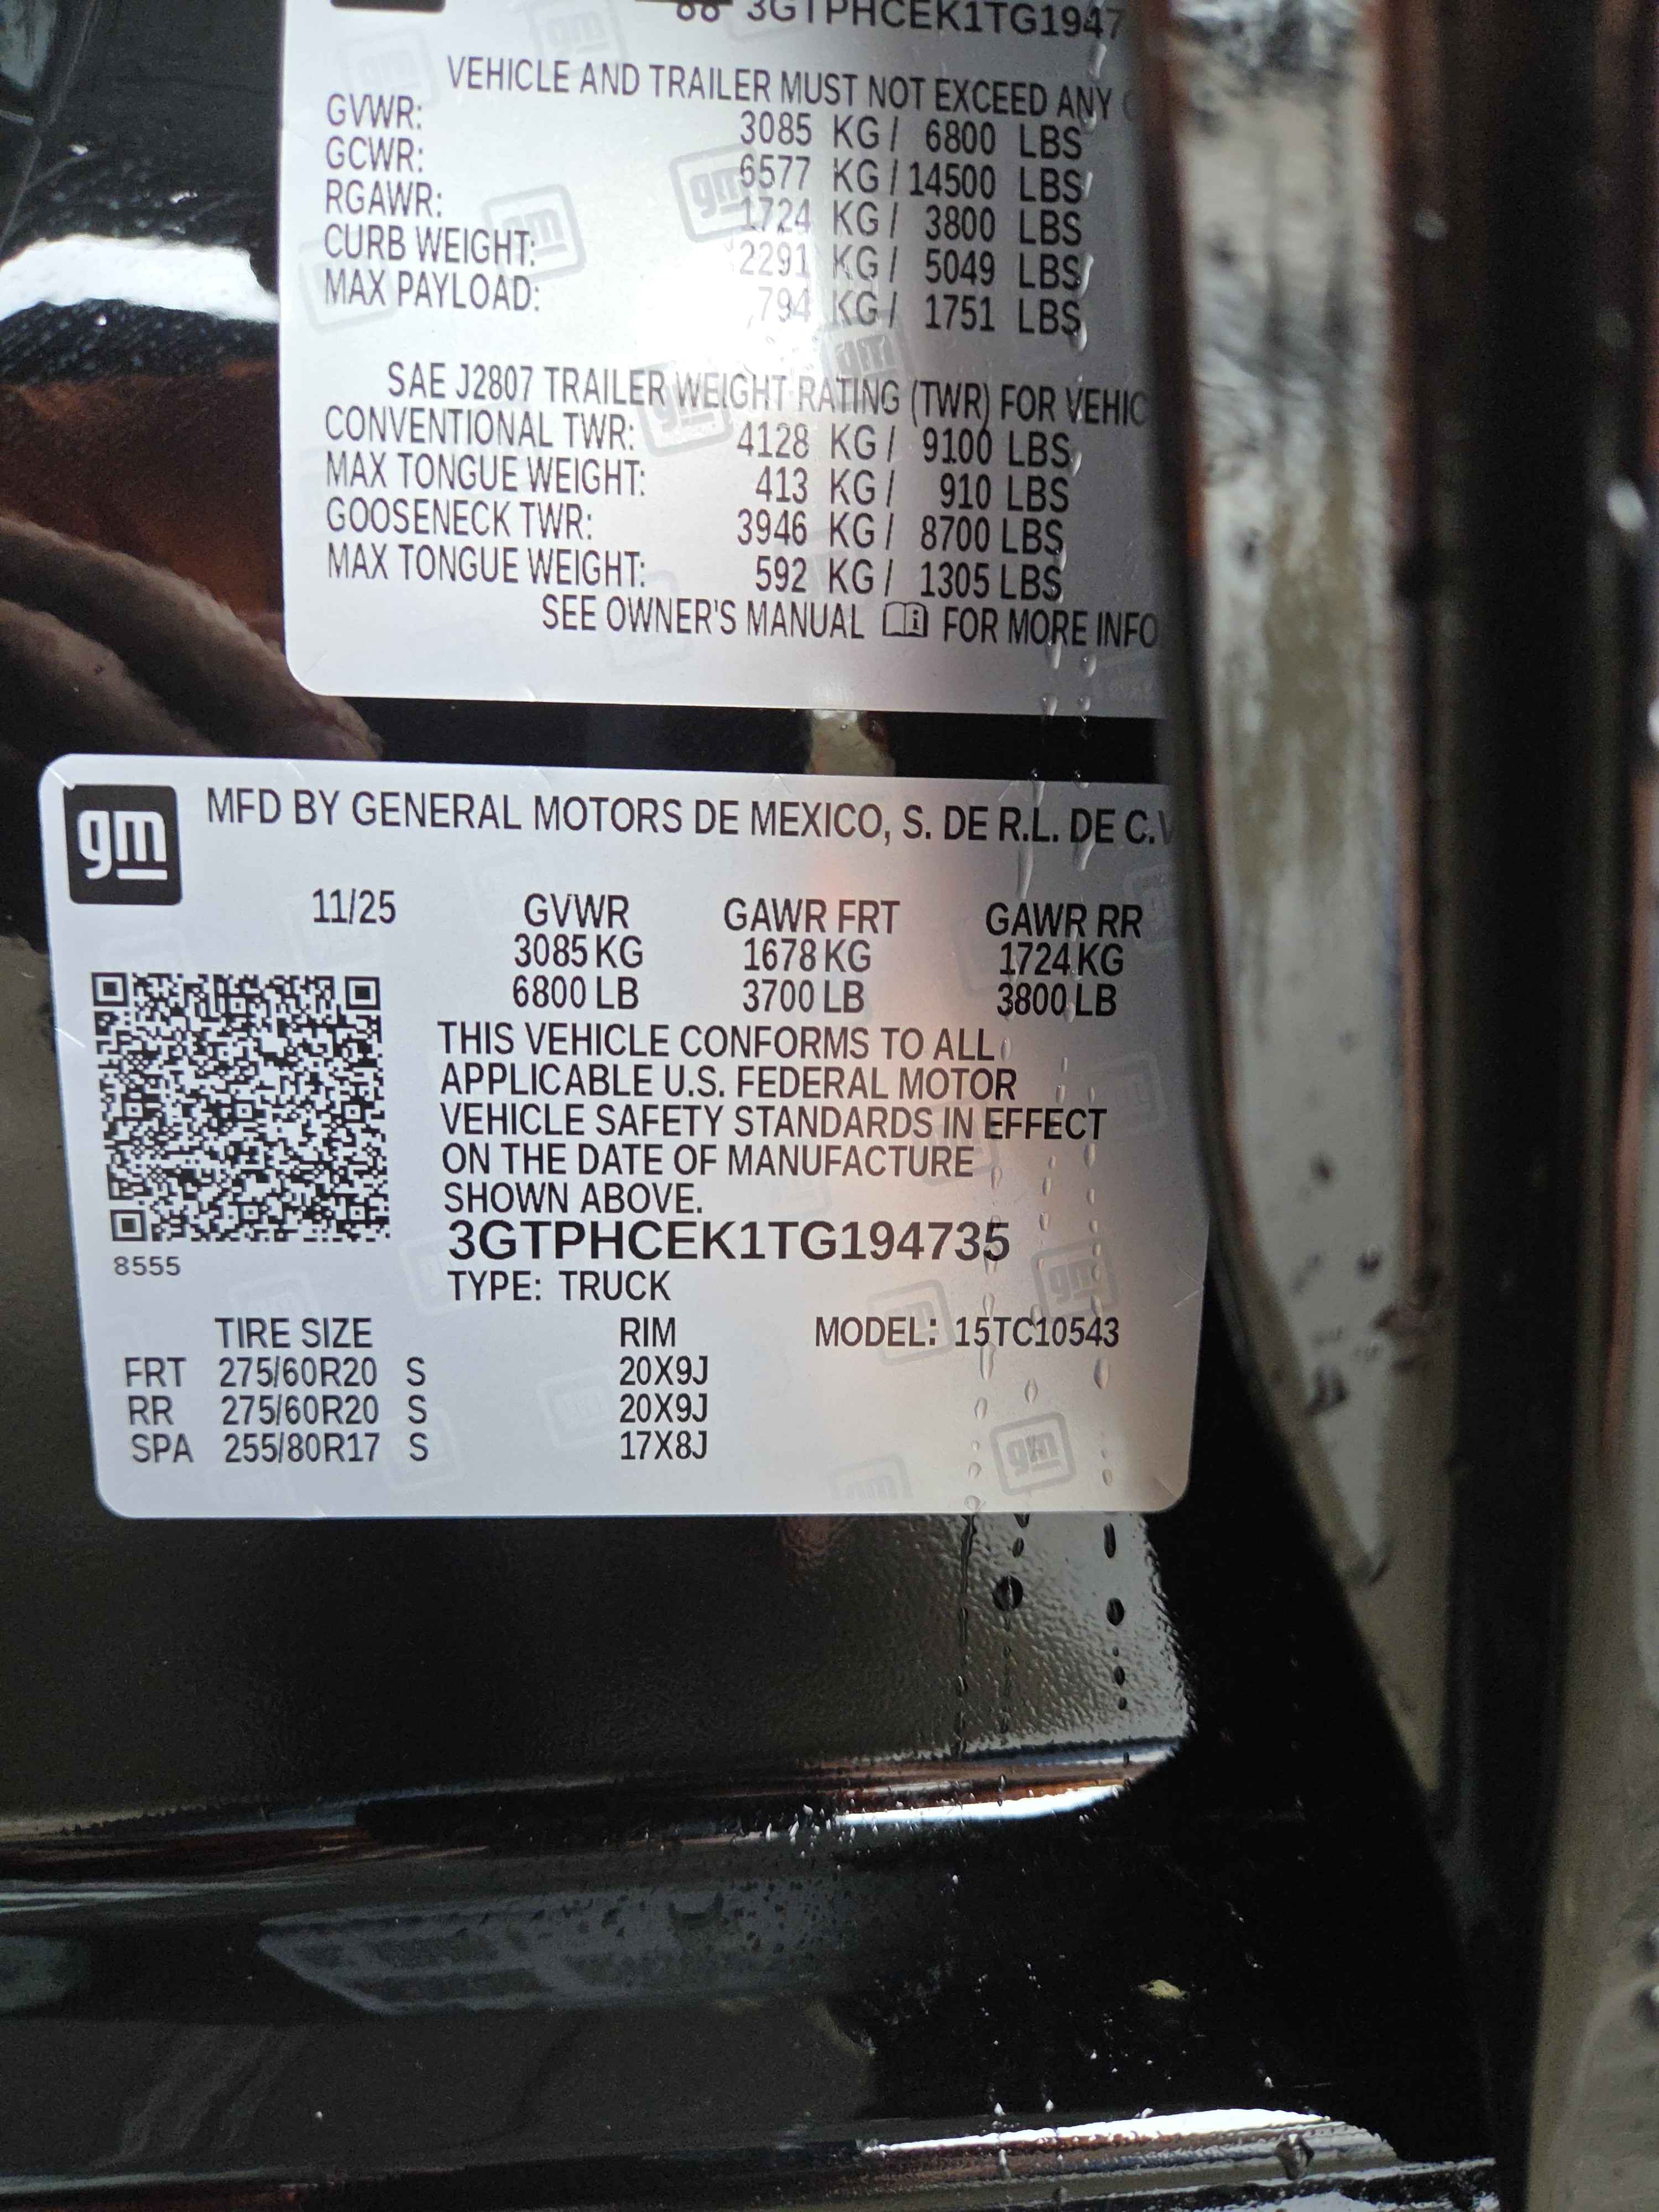 3GTPHCEK1TG1947
VEHICLE AND TRAILER MUST NOT EXCEED ANY
GVWR: 3085 KG / 6800 LBS
GCWR: 6577 KG / 14500 LBS
RGAWR: 1724 KG / 3800 LBS
CURB WEIGHT: 2291 KG / 5049 LBS
MAX PAYLOAD: 794 KG / 1751 LBS
SAE J2807 TRAILER WEIGHT RATING (TWR) FOR VEHIC
CONVENTIONAL TWR: 4128 KG / 9100 LBS
MAX TONGUE WEIGHT: 413 KG / 910 LBS
GOOSENECK TWR: 3946 KG / 8700 LBS
MAX TONGUE WEIGHT: 592 KG / 1305 LBS
SEE OWNER'S MANUAL FOR MORE INFO
gm MFD BY GENERAL MOTORS DE MEXICO, S. DE R.L. DE C.V
11/25 GVWR GAWR FRT GAWR RR
3085 KG 1678 KG 1724 KG
6800 LB 3700 LB 3800 LB
THIS VEHICLE CONFORMS TO ALL
APPLICABLE U.S. FEDERAL MOTOR
VEHICLE SAFETY STANDARDS IN EFFECT
ON THE DATE OF MANUFACTURE
SHOWN ABOVE.
3GTPHCEK1TG194735
8555
TYPE: TRUCK
TIRE SIZE RIM MODEL: 15TC10543
FRT 275/60R20 S 20X9J
RR 275/60R20 S 20X9J
SPA 255/80R17 S 17X8J